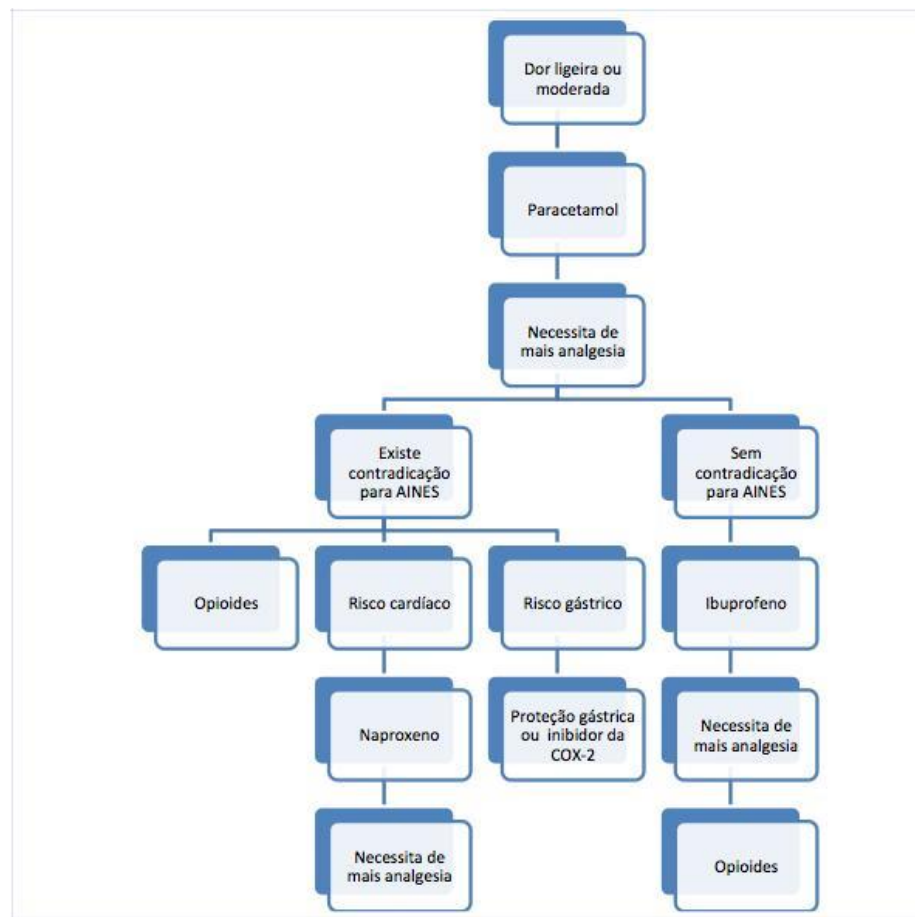 Dor ligeira ou
moderada
Paracetamol
Necessita de
mais analgesia
Existe
contradicação
para AINES
Sem
contradicação
para AINES
Opioides
Risco cardíaco
Risco gástrico
Ibuprofeno
Naproxeno
Proteção gástrica
ou inibidor da
COX-2
Necessita de
mais analgesia
Necessita de
mais analgesia
Opioides